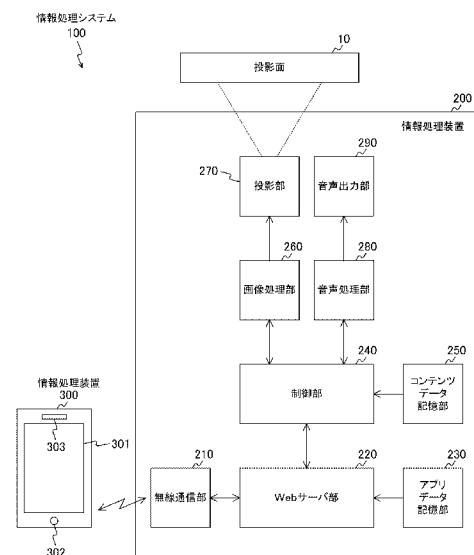 情報処理システム
100
10
投影面
200
情報処理装置
290
270
投影部
音声出力部
260
280
画像処理部
音声処理部
240
250
制御部
コンテンツ
データ
記憶部
情報処理装置
300
303
301
302
210
220
230
無線通信部
Webサーバ部
アプリ
データ
記憶部